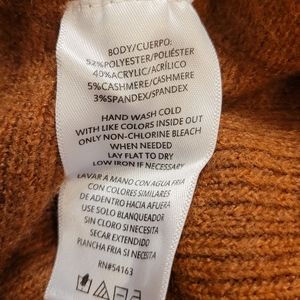 BODY/CUERPO:
52%POLYESTER/POLIÉSTER
40%ACRYLIC/ACRÍLICO
5%CASHMERE/CASHMERE
3%SPANDEX/SPANDEX
HAND WASH COLD
WITH LIKE COLORS INSIDE OUT
ONLY NON-CHLORINE BLEACH
WHEN NEEDED
LAY FLAT TO DRY
LOW IRON IF NECESSARY
LAVAR A MANO CON AGUA FRIA
CON COLORES SIMILARES
DE ADENTRO HACIA AFUERA
USE SOLO BLANQUEADOR
SIN CLORO SI NECESITA
SECAR EXTENDIDO
PLANCHA FRIA SI NECESITA
RN#54163